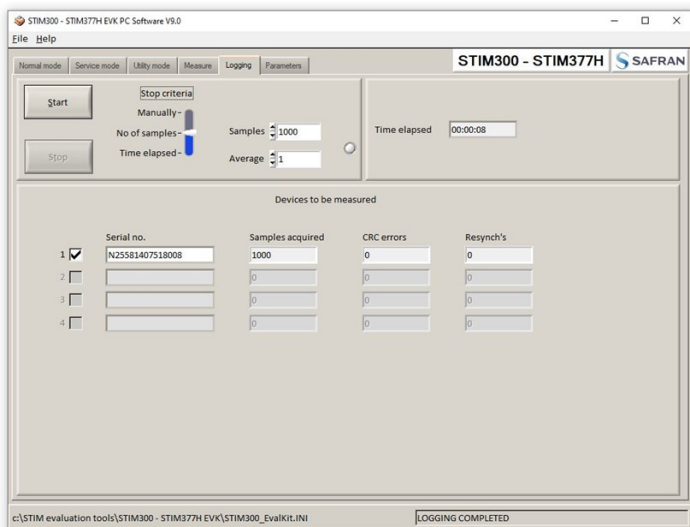 STIM300 - STIM377H EVK PC Software V9.0
File Help
Normal mode Service mode Utility mode Measure Logging Parameters
STIM300 - STIM377H SAFRAN
Start
Stop
Stop criteria
Manually
No of samples
Time elapsed
Samples 1000
Average 1
Time elapsed 00:00:08
Devices to be measured
Serial no. Samples acquired CRC errors Resynch's
1 N25581407518008 1000 0 0
2 0 0 0
3 0 0 0
4 0 0 0
c:\STIM evaluation tools\STIM300 - STIM377H EVK\STIM300_EvalKit.INI LOGGING COMPLETED